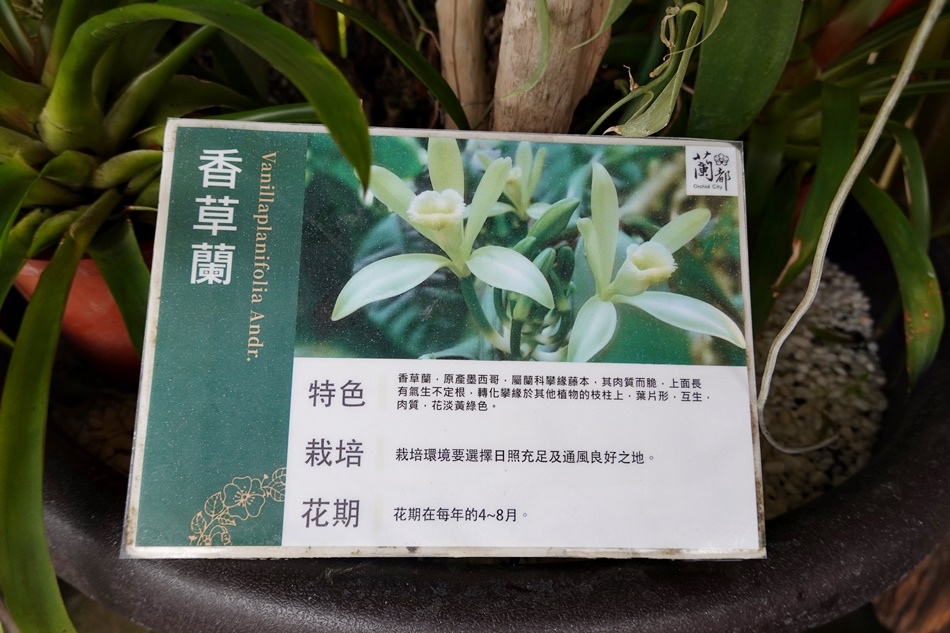 香草蘭
Vanillaplanifolia Andr.
蘭都
Orchid City
特色
香草蘭，原產墨西哥，屬蘭科攀緣藤本，其肉質而脆，上面長
有氣生不定根，轉化攀緣於其他植物的枝柱上，葉片形，互生，
肉質，花淡黃綠色。
栽培
栽培環境要選擇日照充足及通風良好之地。
花期
花期在每年的4~8月。